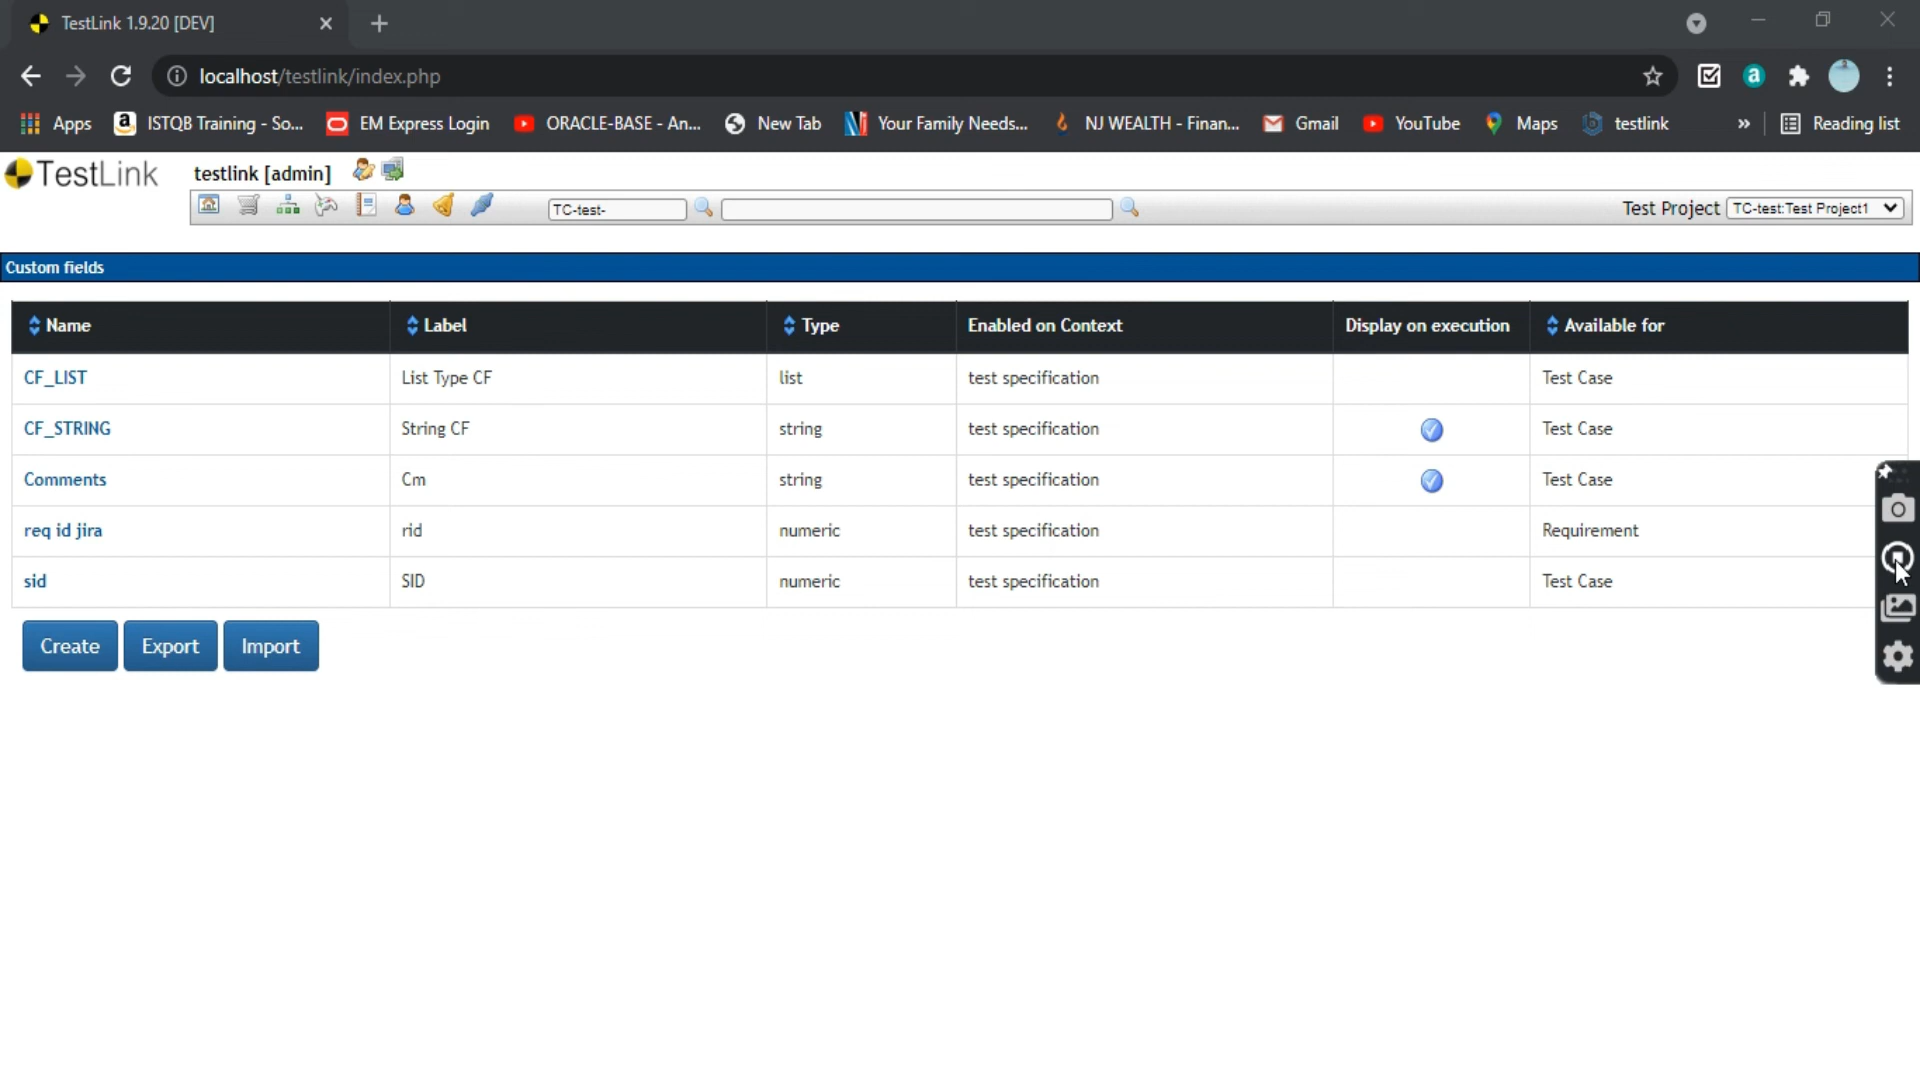 TestLink 1.9.20 [DEV]
localhost/testlink/index.php
Apps ISTQB Training - So... EM Express Login ORACLE-BASE - An... New Tab Your Family Needs... NJ WEALTH - Finan... Gmail YouTube Maps testlink » Reading list
TestLink testlink [admin]
TC-test- Test Project TC-test:Test Project1
Custom fields
Name Label Type Enabled on Context Display on execution Available for
CF_LIST List Type CF list test specification Test Case
CF_STRING String CF string test specification Test Case
Comments Cm string test specification Test Case
req id jira rid numeric test specification Requirement
sid SID numeric test specification Test Case
Create Export Import